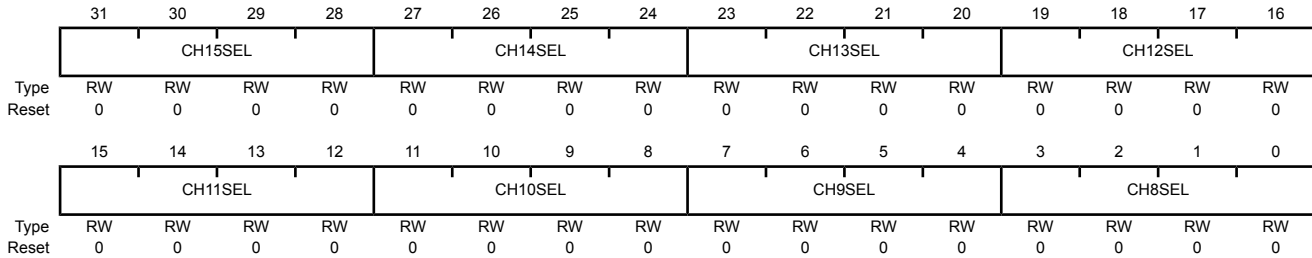 31 30 29 28 27 26 25 24 23 22 21 20 19 18 17 16
CH15SEL CH14SEL CH13SEL CH12SEL
Type RW RW RW RW RW RW RW RW RW RW RW RW RW RW RW RW
Reset 0 0 0 0 0 0 0 0 0 0 0 0 0 0 0 0
15 14 13 12 11 10 9 8 7 6 5 4 3 2 1 0
CH11SEL CH10SEL CH9SEL CH8SEL
Type RW RW RW RW RW RW RW RW RW RW RW RW RW RW RW RW
Reset 0 0 0 0 0 0 0 0 0 0 0 0 0 0 0 0